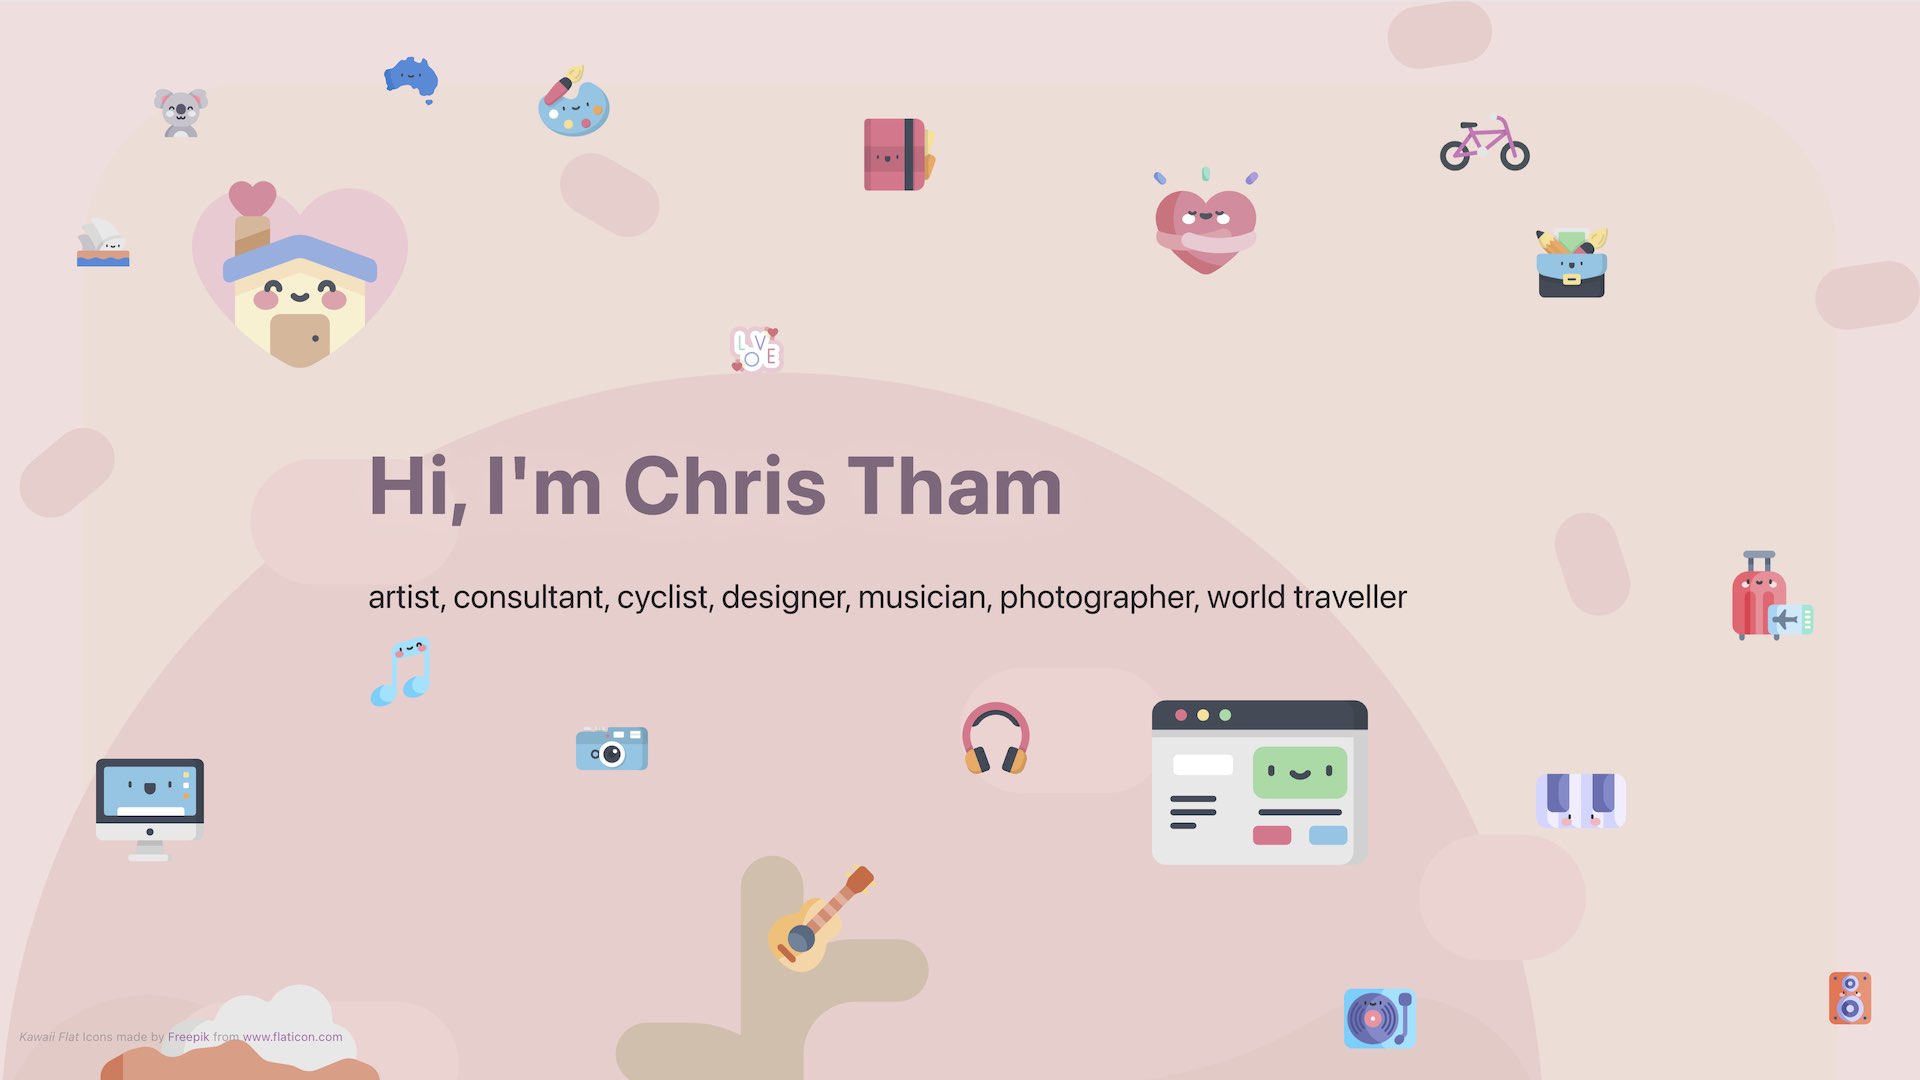 LOVE
Hi, I'm Chris Tham
artist, consultant, cyclist, designer, musician, photographer, world traveller
Kawaii Flat Icons made by Freepik from www.flaticon.com